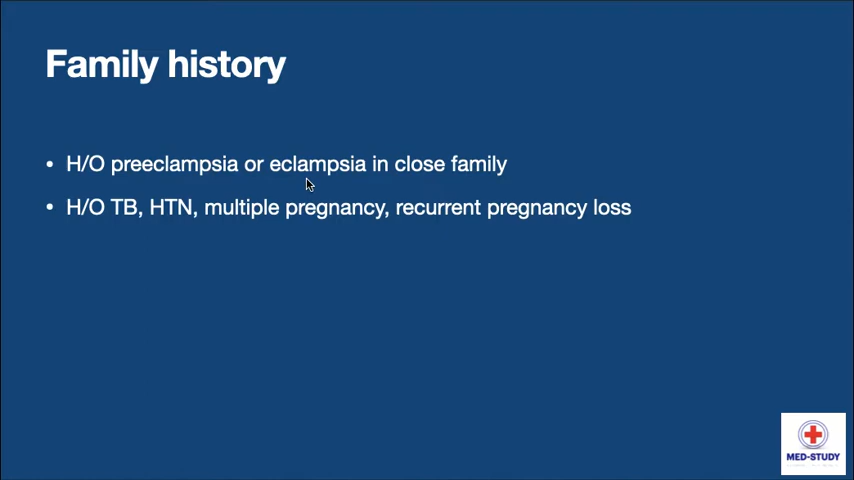 Family history
• H/O preeclampsia or eclampsia in close family
• H/O TB, HTN, multiple pregnancy, recurrent pregnancy loss
MED-STUDY